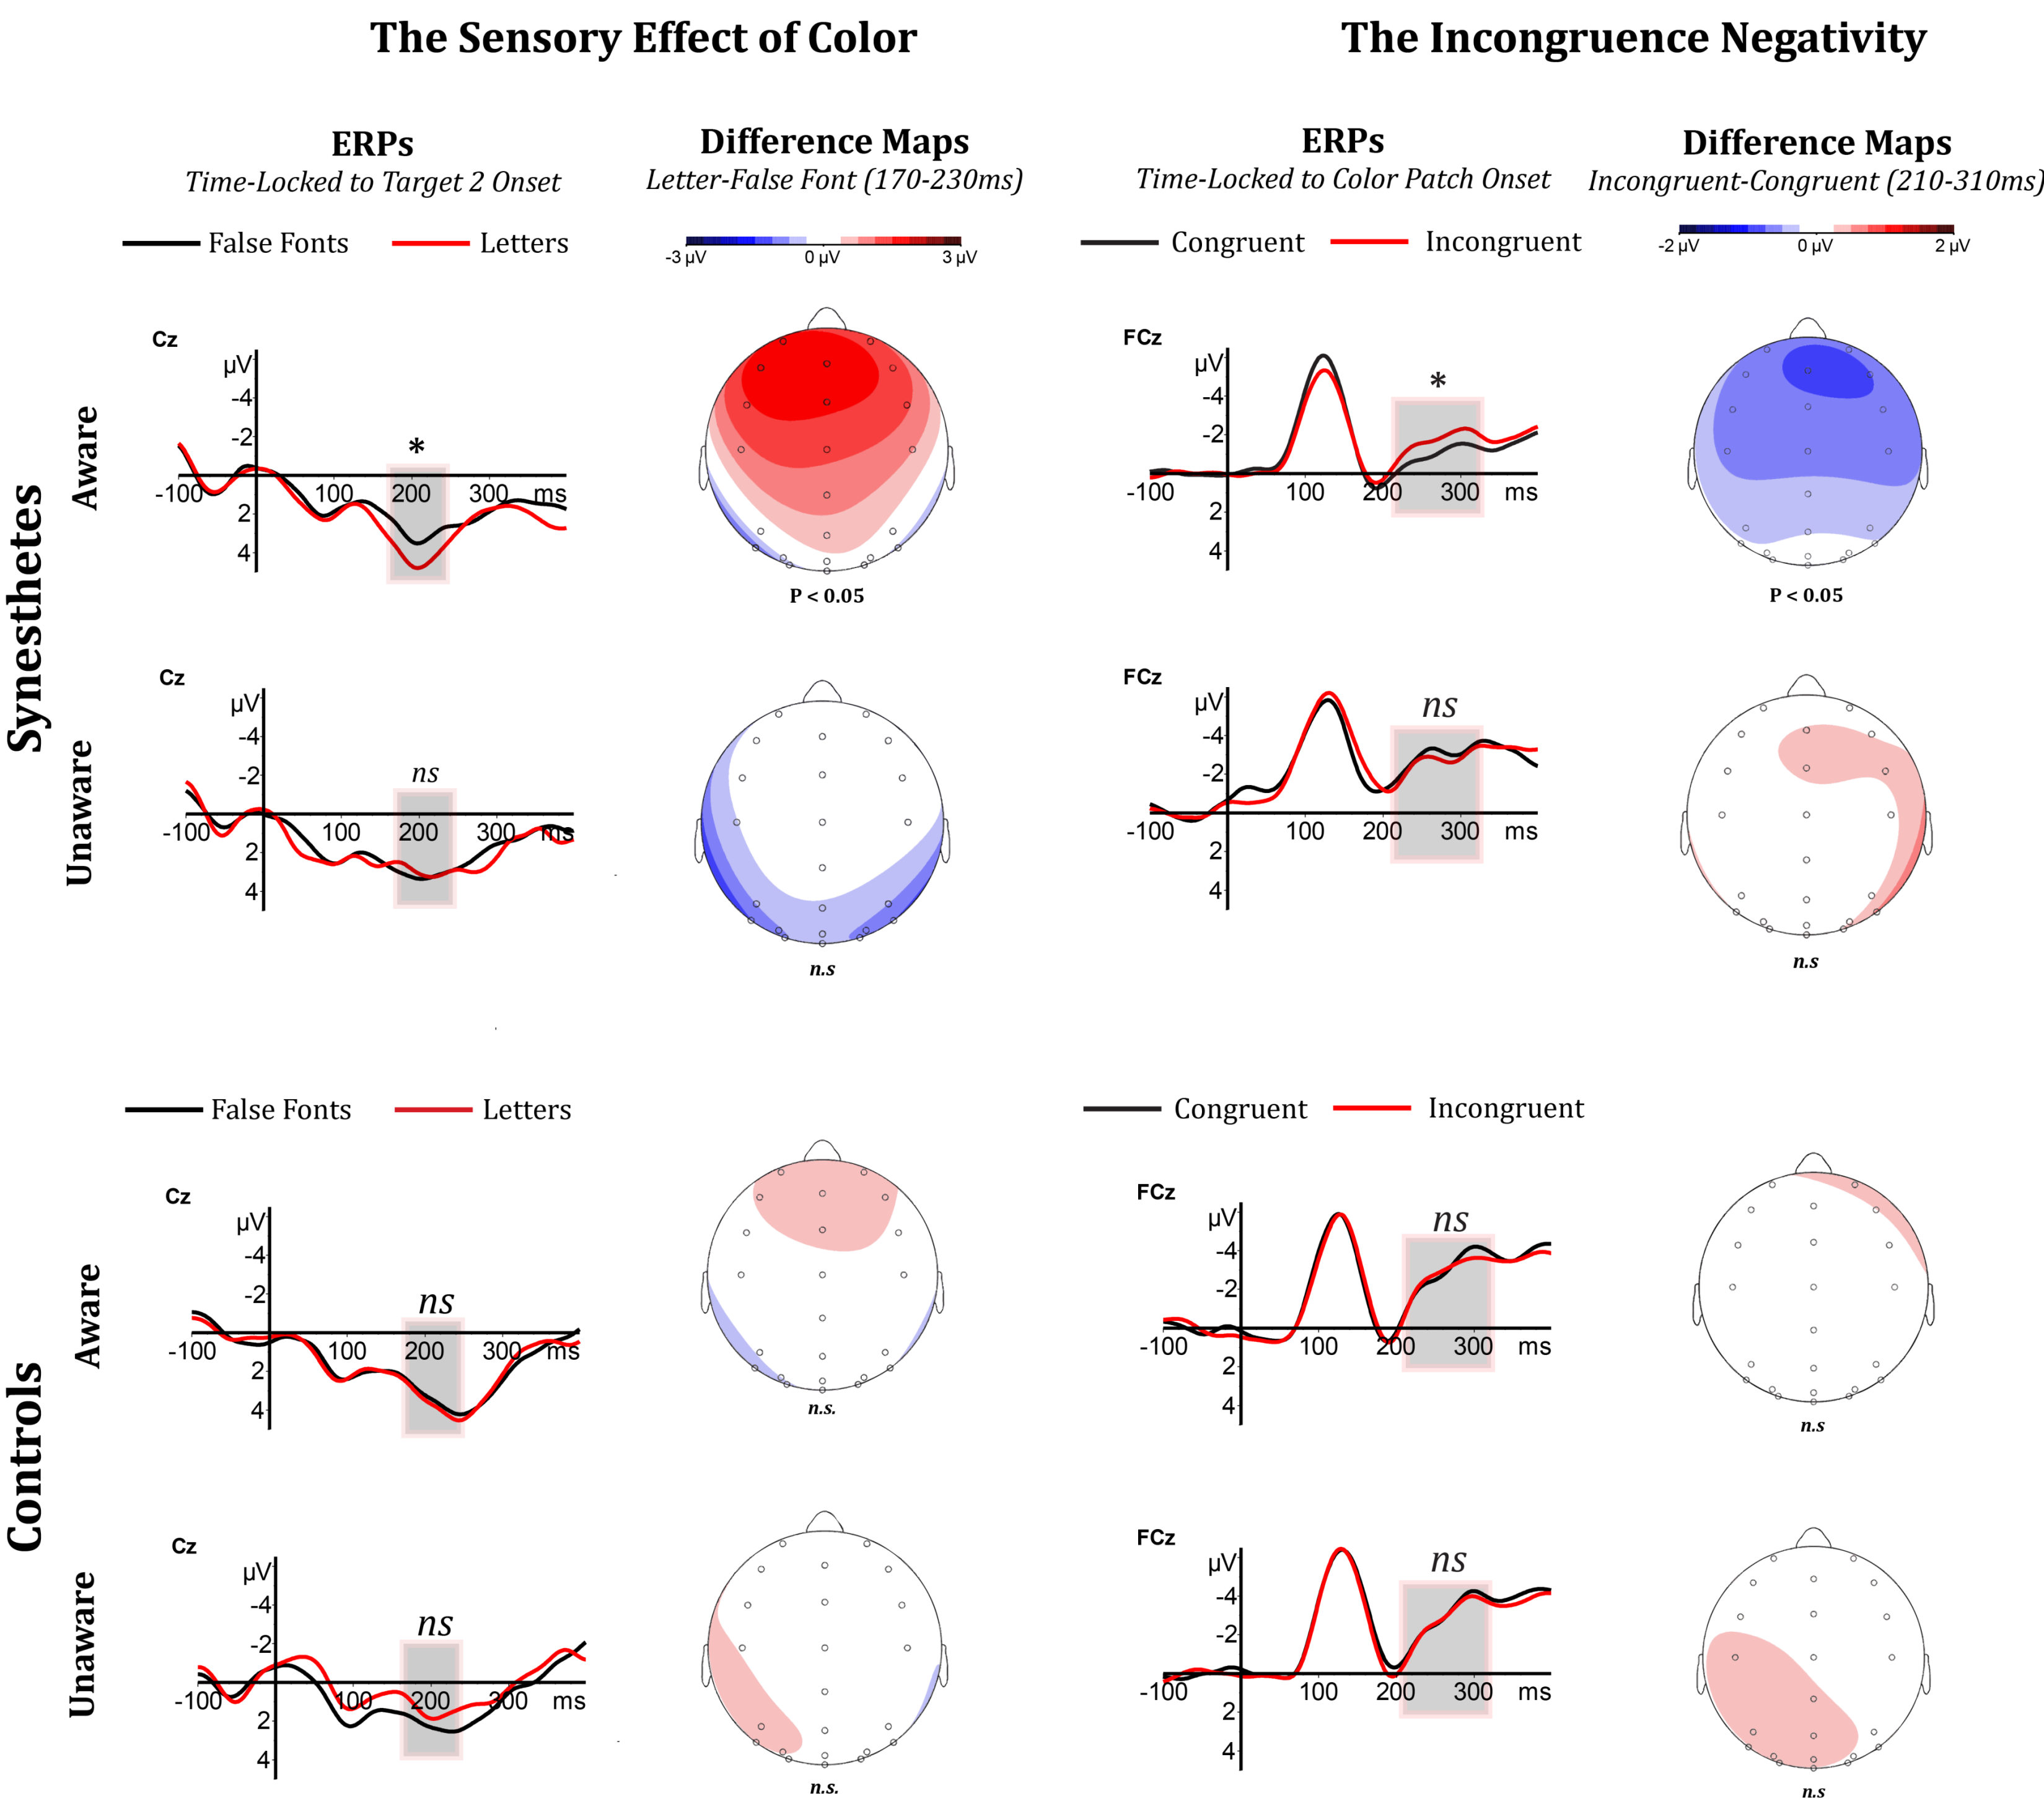 The Sensory Effect of Color
The Incongruence Negativity
ERPs
Time-Locked to Target 2 Onset
Difference Maps
Letter-False Font (170-230ms)
ERPs
Time-Locked to Color Patch Onset
Difference Maps
Incongruent-Congruent (210-310ms)
False Fonts
Letters
-3 µV
0 µV
3 µV
Congruent
Incongruent
-2 µV
0 µV
2 µV
Synesthetes
Aware
Cz
µV
-4
-2
*
-100
100
200
300
ms
2
4
P < 0.05
FCz
µV
-4
-2
*
-100
100
200
300
ms
2
4
P < 0.05
Unaware
Cz
µV
-4
-2
ns
-100
100
200
300
ms
2
4
n.s
FCz
µV
-4
-2
ns
-100
100
200
300
ms
2
4
n.s
False Fonts
Letters
Congruent
Incongruent
Controls
Aware
Cz
µV
-4
-2
ns
-100
100
200
300
ms
2
4
n.s.
FCz
µV
-4
-2
ns
-100
100
200
300
ms
2
4
n.s
Unaware
Cz
µV
-4
-2
ns
-100
100
200
300
ms
2
4
n.s.
FCz
µV
-4
-2
ns
-100
100
200
300
ms
2
4
n.s